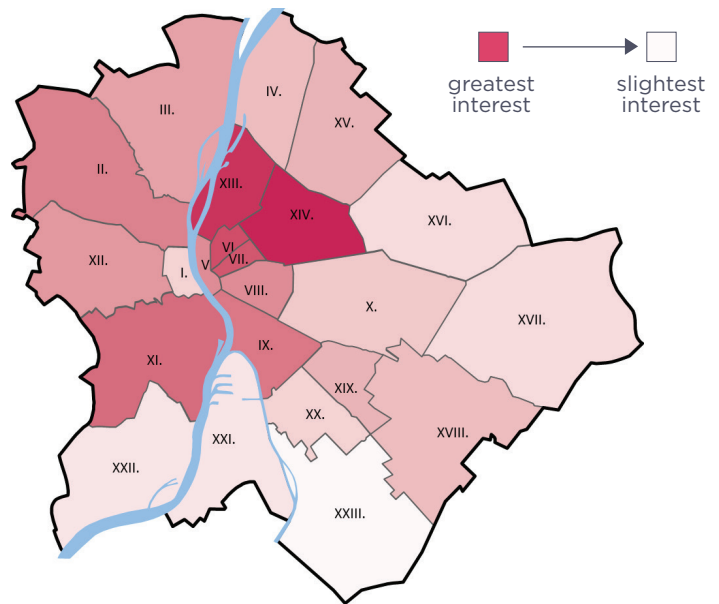 greatest
interest
slightest
interest
III.
IV.
XV.
II.
XIII.
XIV.
XVI.
XII.
I.
V.
VI
VII.
VIII.
X.
XVII.
XI.
IX.
XIX.
XX.
XVIII.
XXII.
XXI.
XXIII.